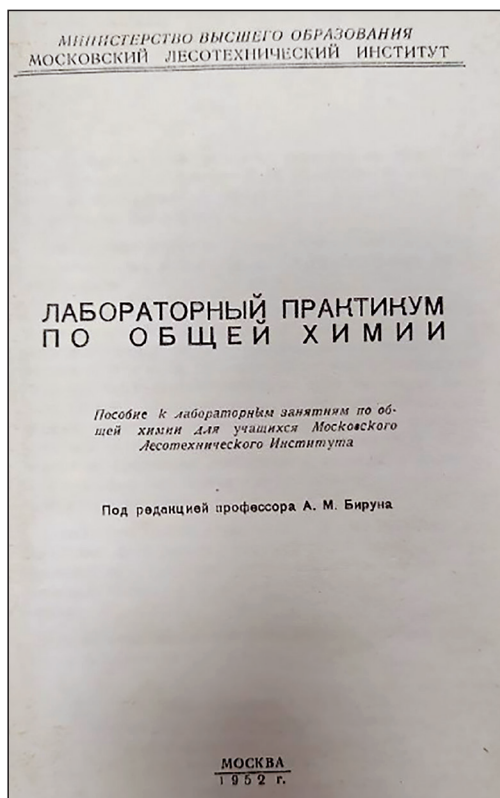 МИНИСТЕРСТВО ВЫСШЕГО ОБРАЗОВАНИЯ
МОСКОВСКИЙ ЛЕСОТЕХНИЧЕСКИЙ ИНСТИТУТ
ЛАБОРАТОРНЫЙ ПРАКТИКУМ
ПО ОБЩЕЙ ХИМИИ
Пособие к лабораторным занятиям по об-
щей химии для учащихся Московского
Лесотехнического Института
Под редакцией профессора А. М. Бируна
МОСКВА
1952 г.